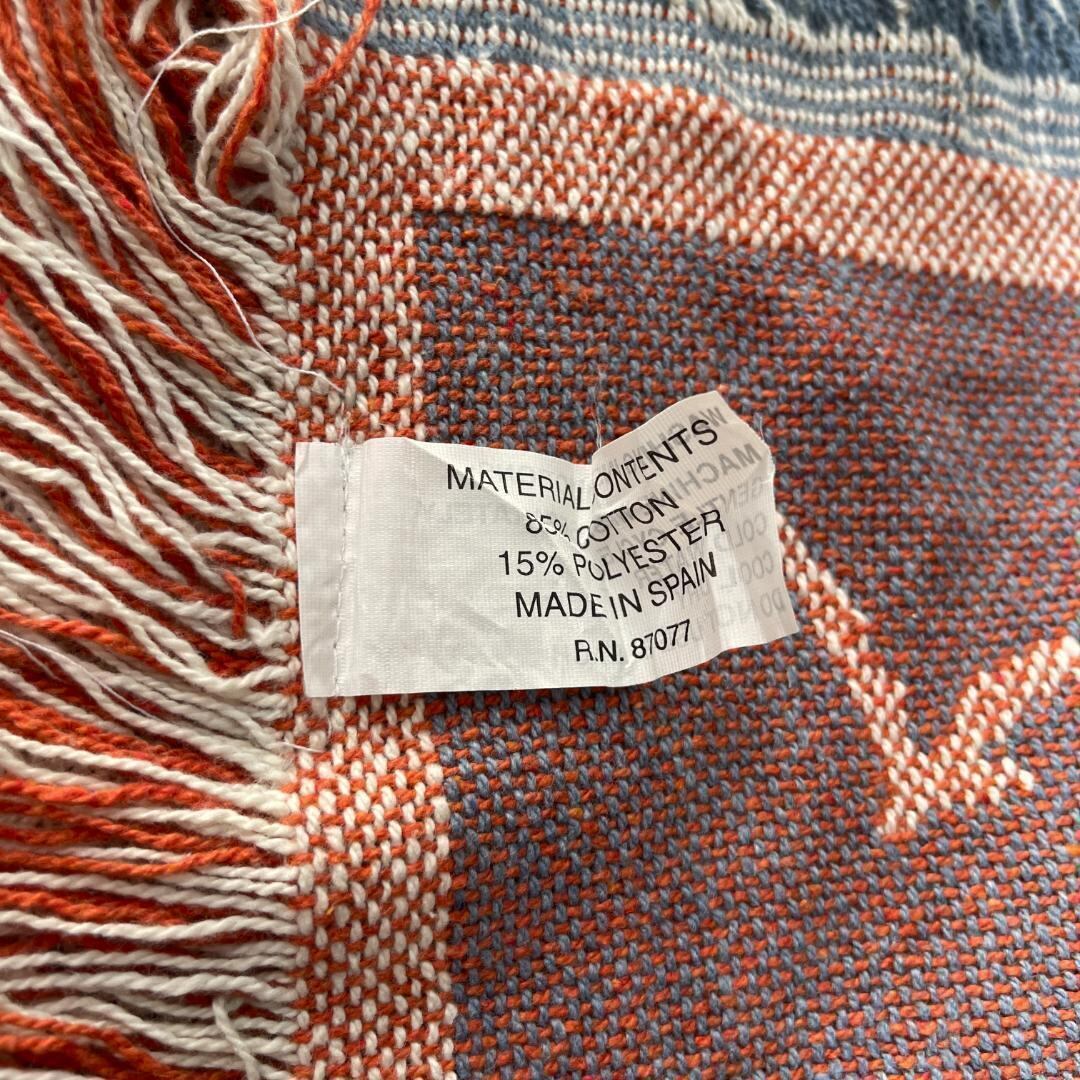 MATERIAL CONTENTS
85% COTTON
15% POLYESTER
MADE IN SPAIN
R.N. 87077